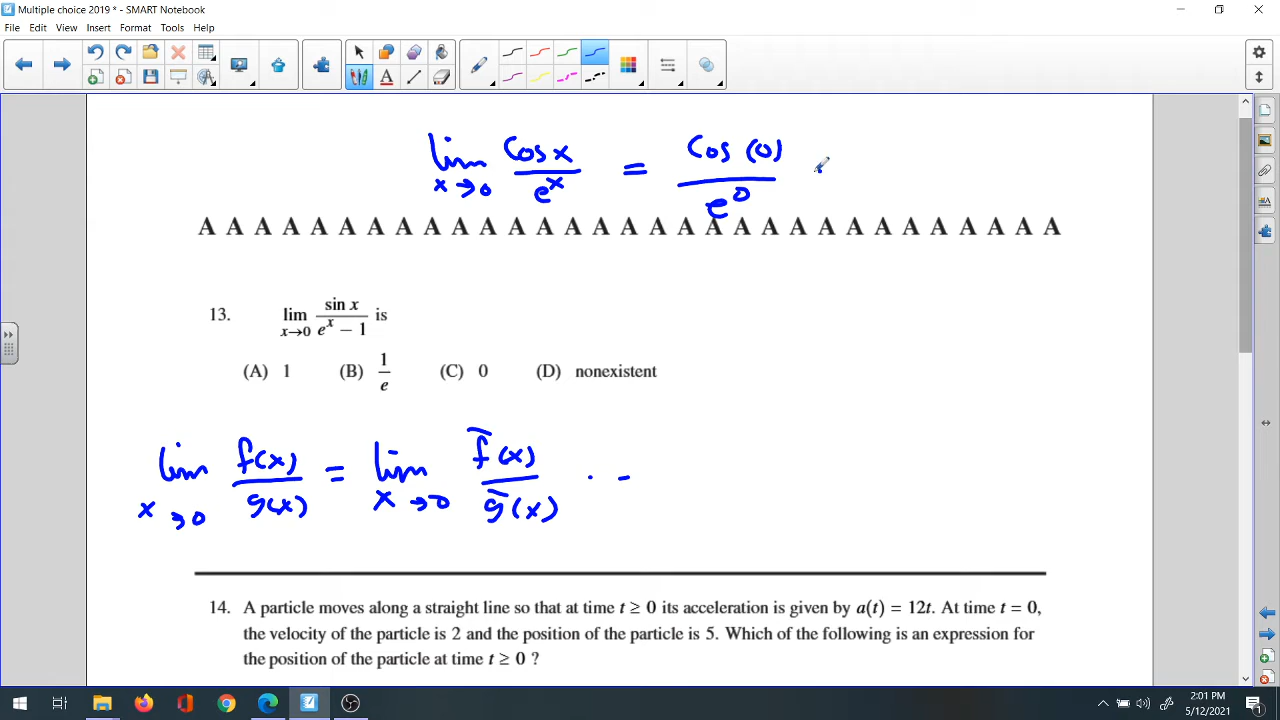 Multiple choice 2019 * - SMART Notebook
File Edit View Insert Format Tools Help
lim x→0 cos x / e^x = cos (0) / e^0
A A A A A A A A A A A A A A A A A A A A A A A A A A A A A A A
13. lim x→0 sin x / e^x − 1 is
(A) 1 (B) 1/e (C) 0 (D) nonexistent
lim x→0 f(x) / g(x) = lim x→0 f̄(x) / ḡ(x) . -
14. A particle moves along a straight line so that at time t ≥ 0 its acceleration is given by a(t) = 12t. At time t = 0,
the velocity of the particle is 2 and the position of the particle is 5. Which of the following is an expression for
the position of the particle at time t ≥ 0 ?
2:01 PM
5/12/2021